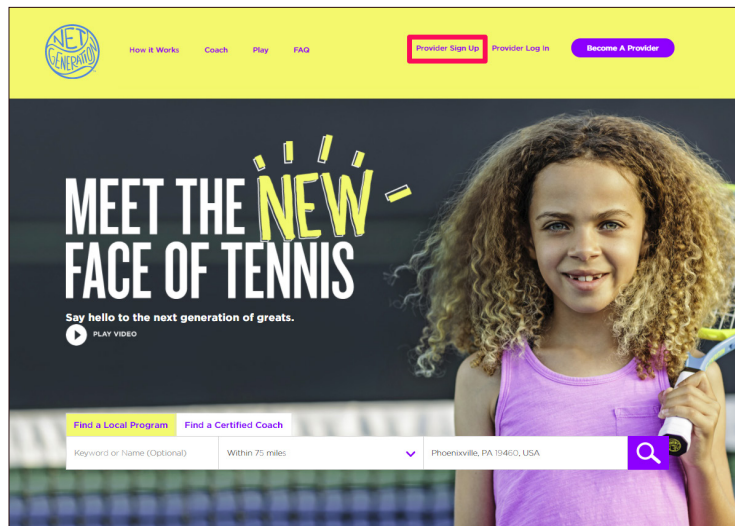 NET
GENERATION
How it Works
Coach
Play
FAQ
Provider Sign Up
Provider Log In
Become A Provider
MEET THE NEW
FACE OF TENNIS
Say hello to the next generation of greats.
PLAY VIDEO
Find a Local Program
Find a Certified Coach
Keyword or Name (Optional)
Within 75 miles
Phoenixville, PA 19460, USA